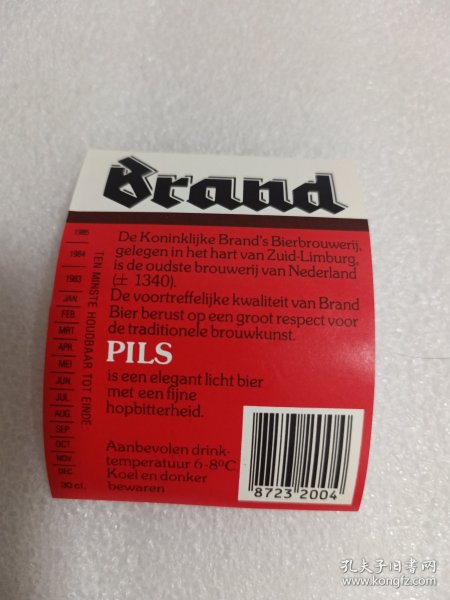 Brand
De Koninklijke Brand's Bierbrouwerij,
gelegen in het hart van Zuid-Limburg,
is de oudste brouwerij van Nederland
(± 1340).
De voortreffelijke kwaliteit van Brand
Bier berust op een groot respect voor
de traditionele brouwkunst.
PILS
is een elegant licht bier
met een fijne
hopbitterheid.
Aanbevolen drink-
temperatuur 6-8ºC
Koel en donker
bewaren
8723 2004
TEN MINSTE HOUDBAAR TOT EINDE
1985
1984
1983
JAN.
FEB.
MRT
APR.
MEI
JUN.
JUL.
AUG
SEP
OCT
NOV.
DEC.
30 cl.
孔夫子旧书网
www.kongfz.com